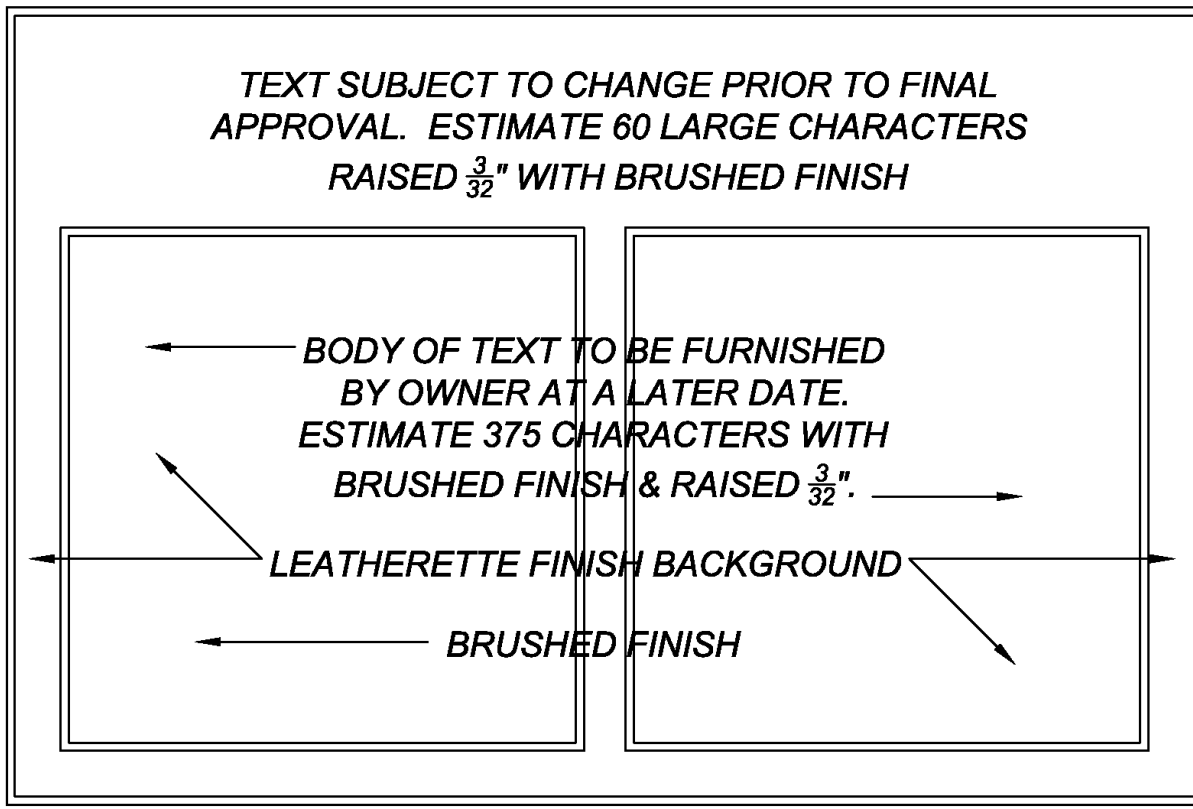 TEXT SUBJECT TO CHANGE PRIOR TO FINAL
APPROVAL. ESTIMATE 60 LARGE CHARACTERS
RAISED 3/32" WITH BRUSHED FINISH
BODY OF TEXT TO BE FURNISHED
BY OWNER AT A LATER DATE.
ESTIMATE 375 CHARACTERS WITH
BRUSHED FINISH & RAISED 3/32".
LEATHERETTE FINISH BACKGROUND
BRUSHED FINISH